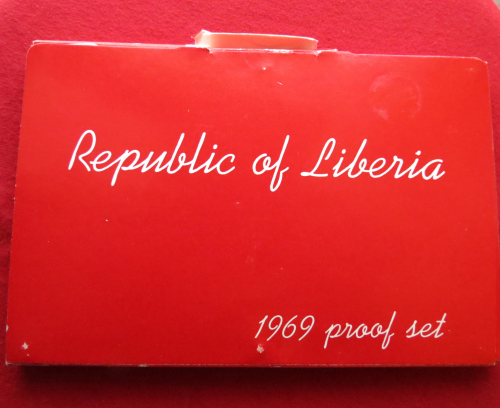 Republic of Liberia
1969 proof set